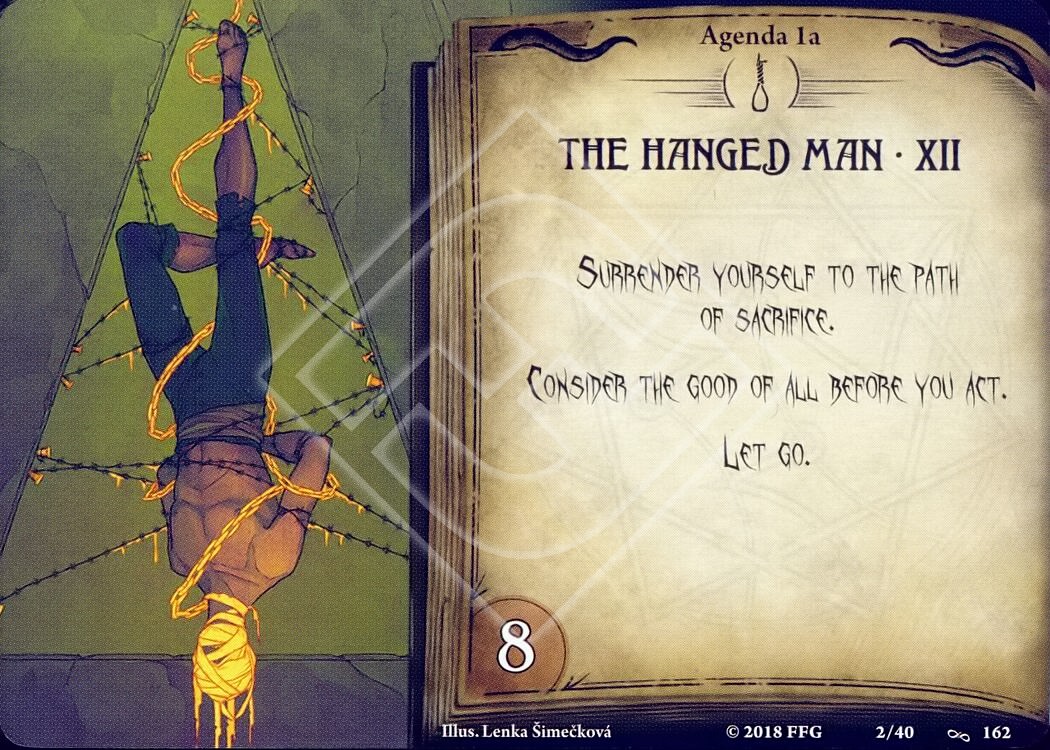 Agenda 1a
THE HANGED MAN · XII
Surrender yourself to the path
of sacrifice.
Consider the good of all before you act.
Let go.
8
Illus. Lenka Šimečková
© 2018 FFG
2/40
162